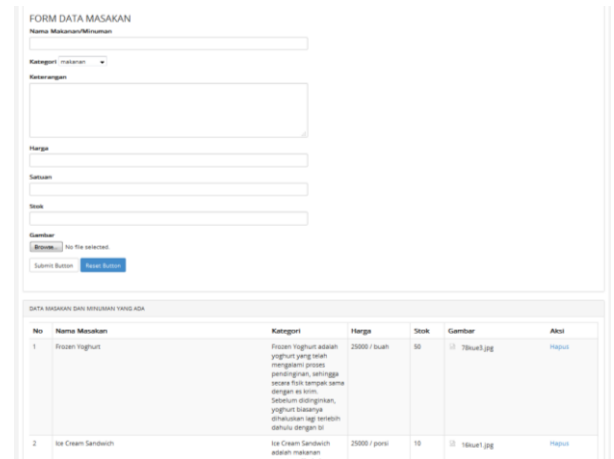 FORM DATA MASAKAN
Nama Makanan/Minuman
Kategori makanan
Keterangan
Harga
Satuan
Stok
Gambar
Browse... No file selected.
Submit Button Reset Button
DATA MASAKAN DAN MINUMAN YANG ADA
No Nama Masakan Kategori Harga Stok Gambar Aksi
1 Frozen Yoghurt Frozen Yoghurt adalah 25000 / buah 50 78kue3.jpg Hapus
yoghurt yang telah
mengalami proses
pendinginan, sehingga
secara fisik tampak sama
dengan es krim.
Sebelum didinginkan,
yoghurt biasanya
dihaluskan lagi terlebih
dahulu dengan bl
2 Ice Cream Sandwich Ice Cream Sandwich 25000 / porsi 10 16kue1.jpg Hapus
adalah makanan